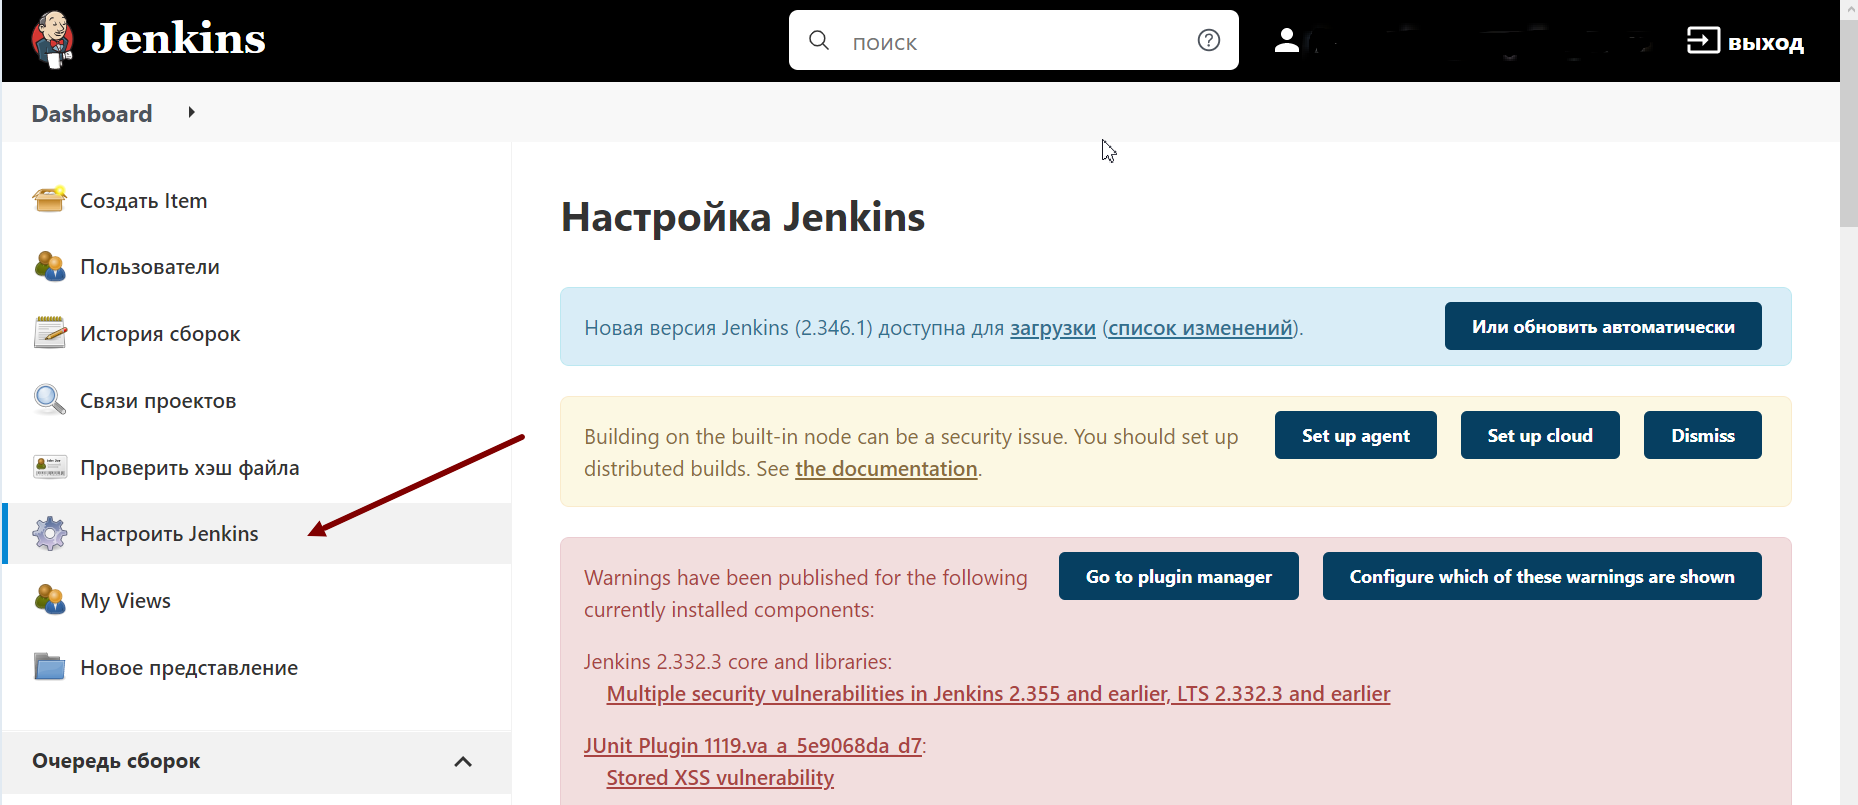 Jenkins
поиск
выход
Dashboard
Создать Item
Пользователи
История сборок
Связи проектов
Проверить хэш файла
Настроить Jenkins
My Views
Новое представление
Очередь сборок
Настройка Jenkins
Новая версия Jenkins (2.346.1) доступна для загрузки (список изменений).
Или обновить автоматически
Building on the built-in node can be a security issue. You should set up
distributed builds. See the documentation.
Set up agent
Set up cloud
Dismiss
Warnings have been published for the following
currently installed components:
Go to plugin manager
Configure which of these warnings are shown
Jenkins 2.332.3 core and libraries:
Multiple security vulnerabilities in Jenkins 2.355 and earlier, LTS 2.332.3 and earlier
JUnit Plugin 1119.va_a_5e9068da_d7:
Stored XSS vulnerability